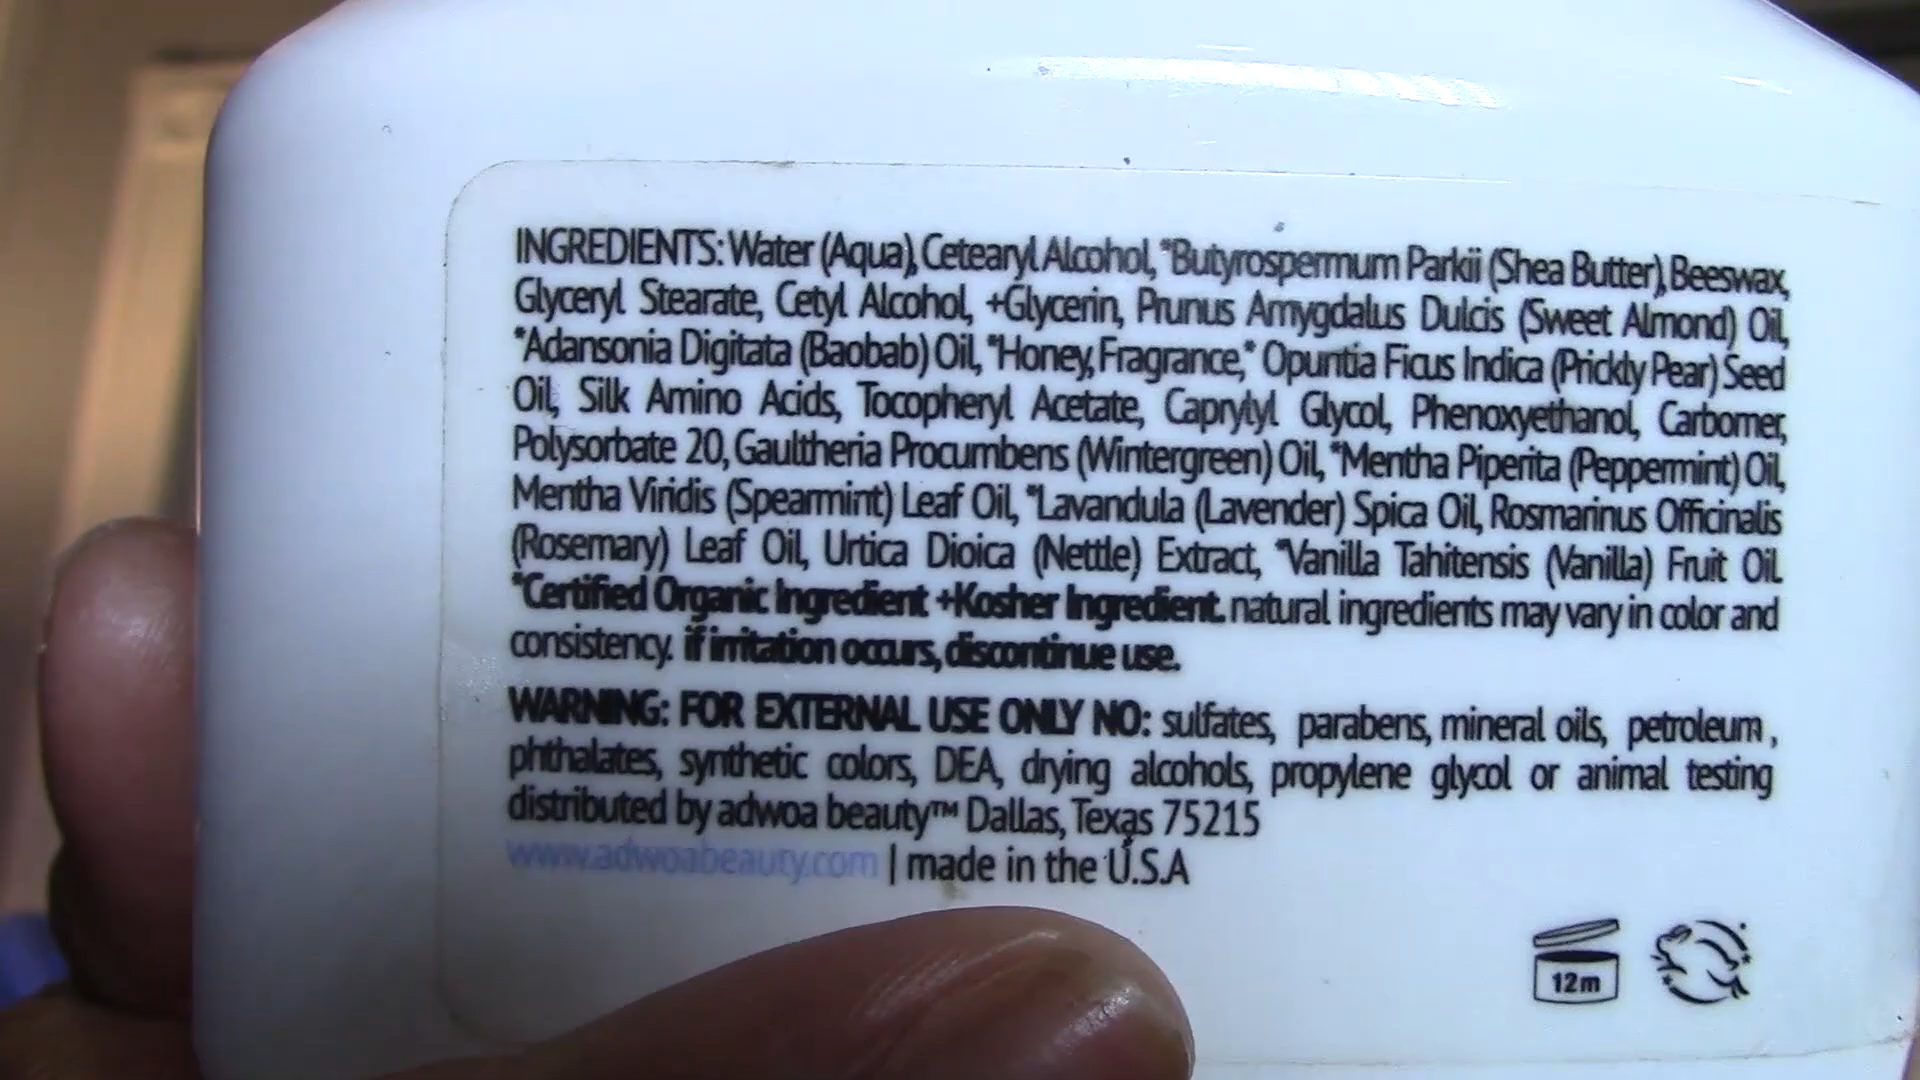 INGREDIENTS: Water (Aqua), Cetearyl Alcohol, *Butyrospermum Parkii (Shea Butter), Beeswax,
Glyceryl Stearate, Cetyl Alcohol, +Glycerin, Prunus Amygdalus Dulcis (Sweet Almond) Oil,
*Adansonia Digitata (Baobab) Oil, *Honey, Fragrance,* Opuntia Ficus Indica (Prickly Pear) Seed
Oil, Silk Amino Acids, Tocopheryl Acetate, Caprylyl Glycol, Phenoxyethanol, Carbomer,
Polysorbate 20, Gaultheria Procumbens (Wintergreen) Oil, *Mentha Piperita (Peppermint) Oil,
Mentha Viridis (Spearmint) Leaf Oil, *Lavandula (Lavender) Spica Oil, Rosmarinus Officinalis
(Rosemary) Leaf Oil, Urtica Dioica (Nettle) Extract, *Vanilla Tahitensis (Vanilla) Fruit Oil.
*Certified Organic Ingredient +Kosher Ingredient. natural ingredients may vary in color and
consistency. if irritation occurs, discontinue use.
WARNING: FOR EXTERNAL USE ONLY NO: sulfates, parabens, mineral oils, petroleum,
phthalates, synthetic colors, DEA, drying alcohols, propylene glycol or animal testing
distributed by adwoa beauty™ Dallas, Texas 75215
www.adwoabeauty.com | made in the U.S.A
12m